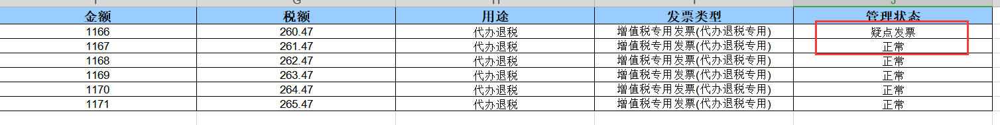 G H I J
金额 税额 用途 发票类型 管理状态
1166 260.47 代办退税 增值税专用发票(代办退税专用) 疑点发票
1167 261.47 代办退税 增值税专用发票(代办退税专用) 正常
1168 262.47 代办退税 增值税专用发票(代办退税专用) 正常
1169 263.47 代办退税 增值税专用发票(代办退税专用) 正常
1170 264.47 代办退税 增值税专用发票(代办退税专用) 正常
1171 265.47 代办退税 增值税专用发票(代办退税专用) 正常